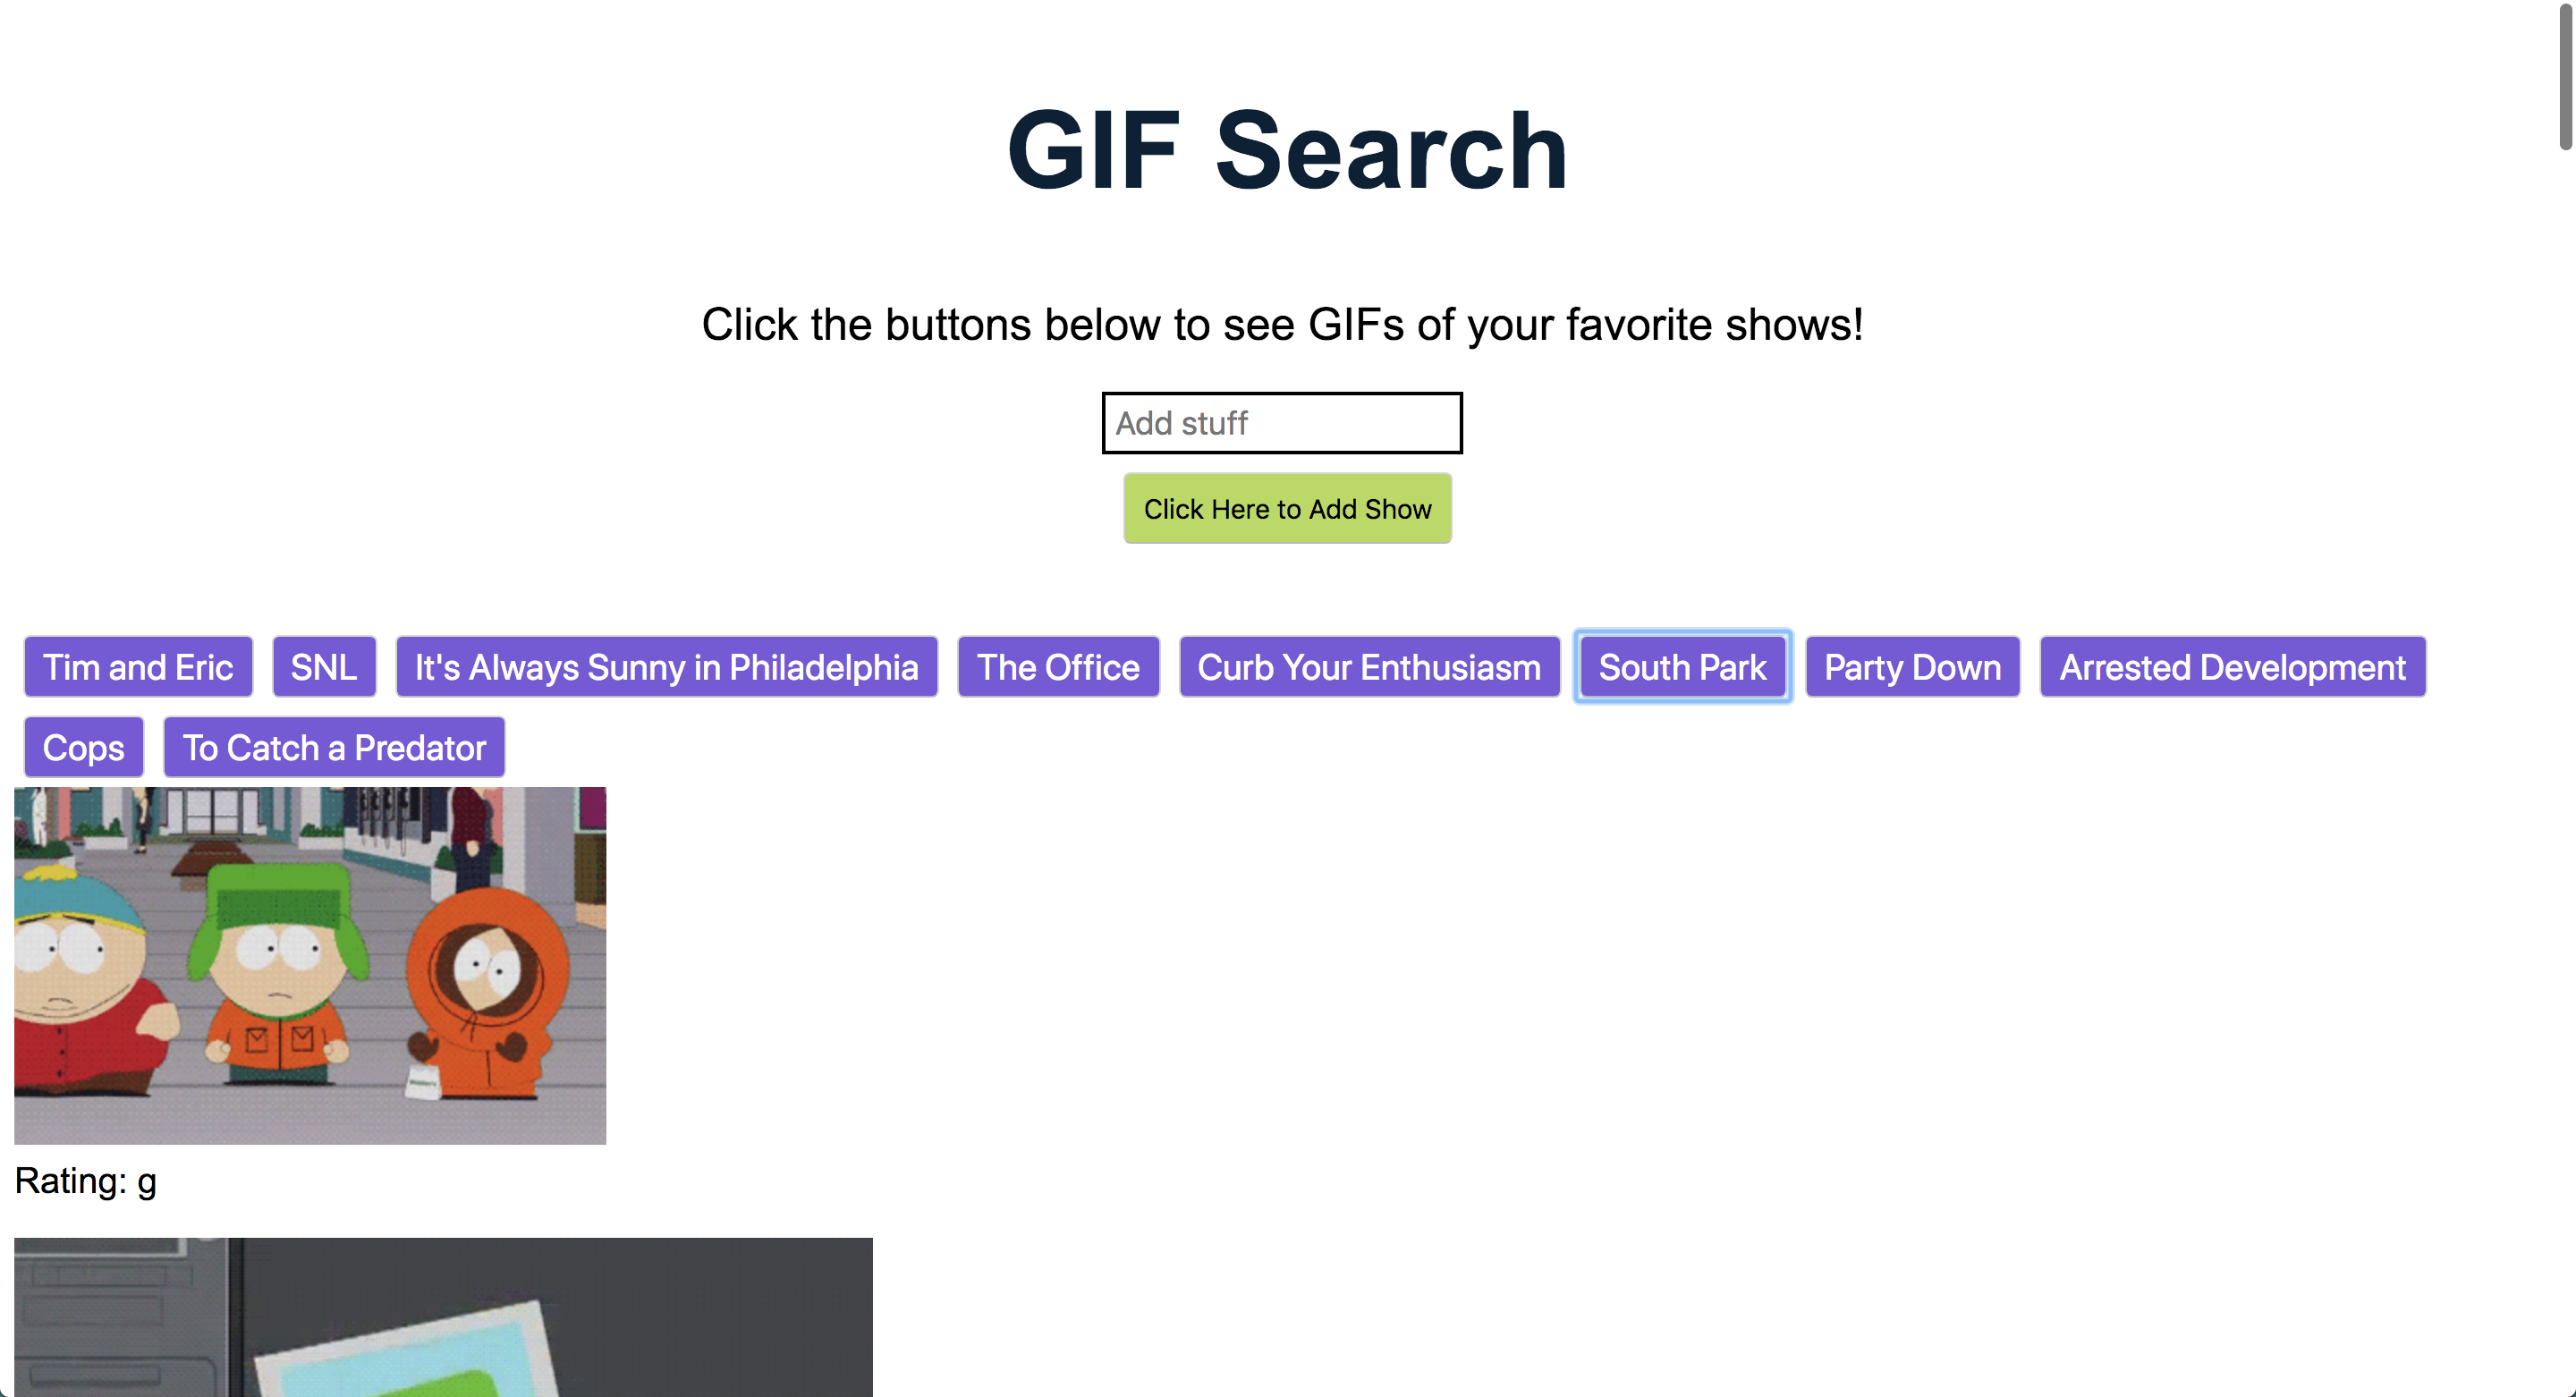 GIF Search
Click the buttons below to see GIFs of your favorite shows!
Add stuff
Click Here to Add Show
Tim and Eric SNL It's Always Sunny in Philadelphia The Office Curb Your Enthusiasm South Park Party Down Arrested Development
Cops To Catch a Predator
Rating: g